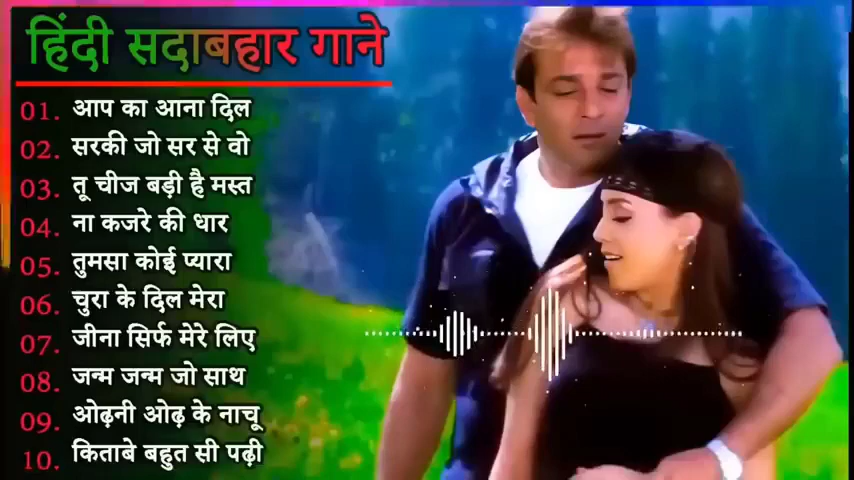 हिंदी सदाबहार गाने
01. आप का आना दिल
02. सरकी जो सर से वो
03. तू चीज बड़ी है मस्त
04. ना कजरे की धार
05. तुमसा कोई प्यारा
06. चुरा के दिल मेरा
07. जीना सिर्फ मेरे लिए
08. जन्म जन्म जो साथ
09. ओढ़नी ओढ़ के नाचू
10. किताबे बहुत सी पढ़ी